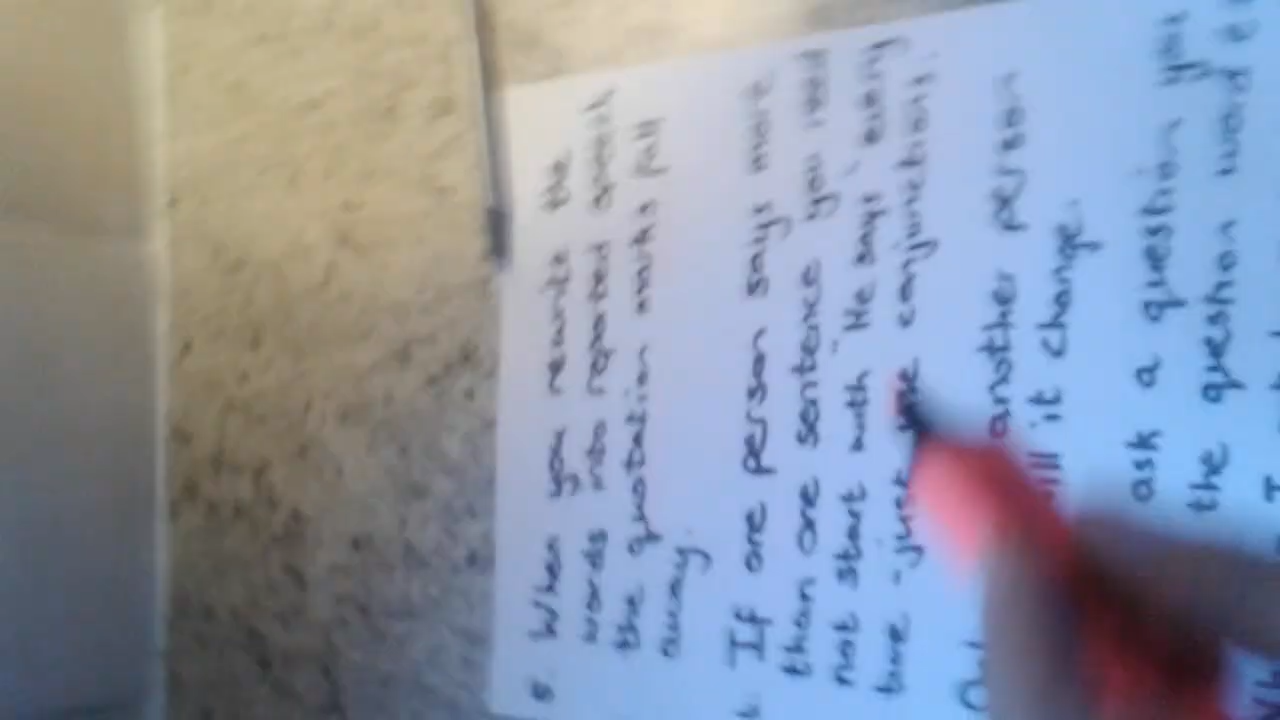 5. When you rewrite the
words into reported speech
the quotation marks fall
away.
If one person says more
than one sentence you need
not start with "He says" every
time "just use conjunctions.
another person
will it change.
ask a question you
the question word